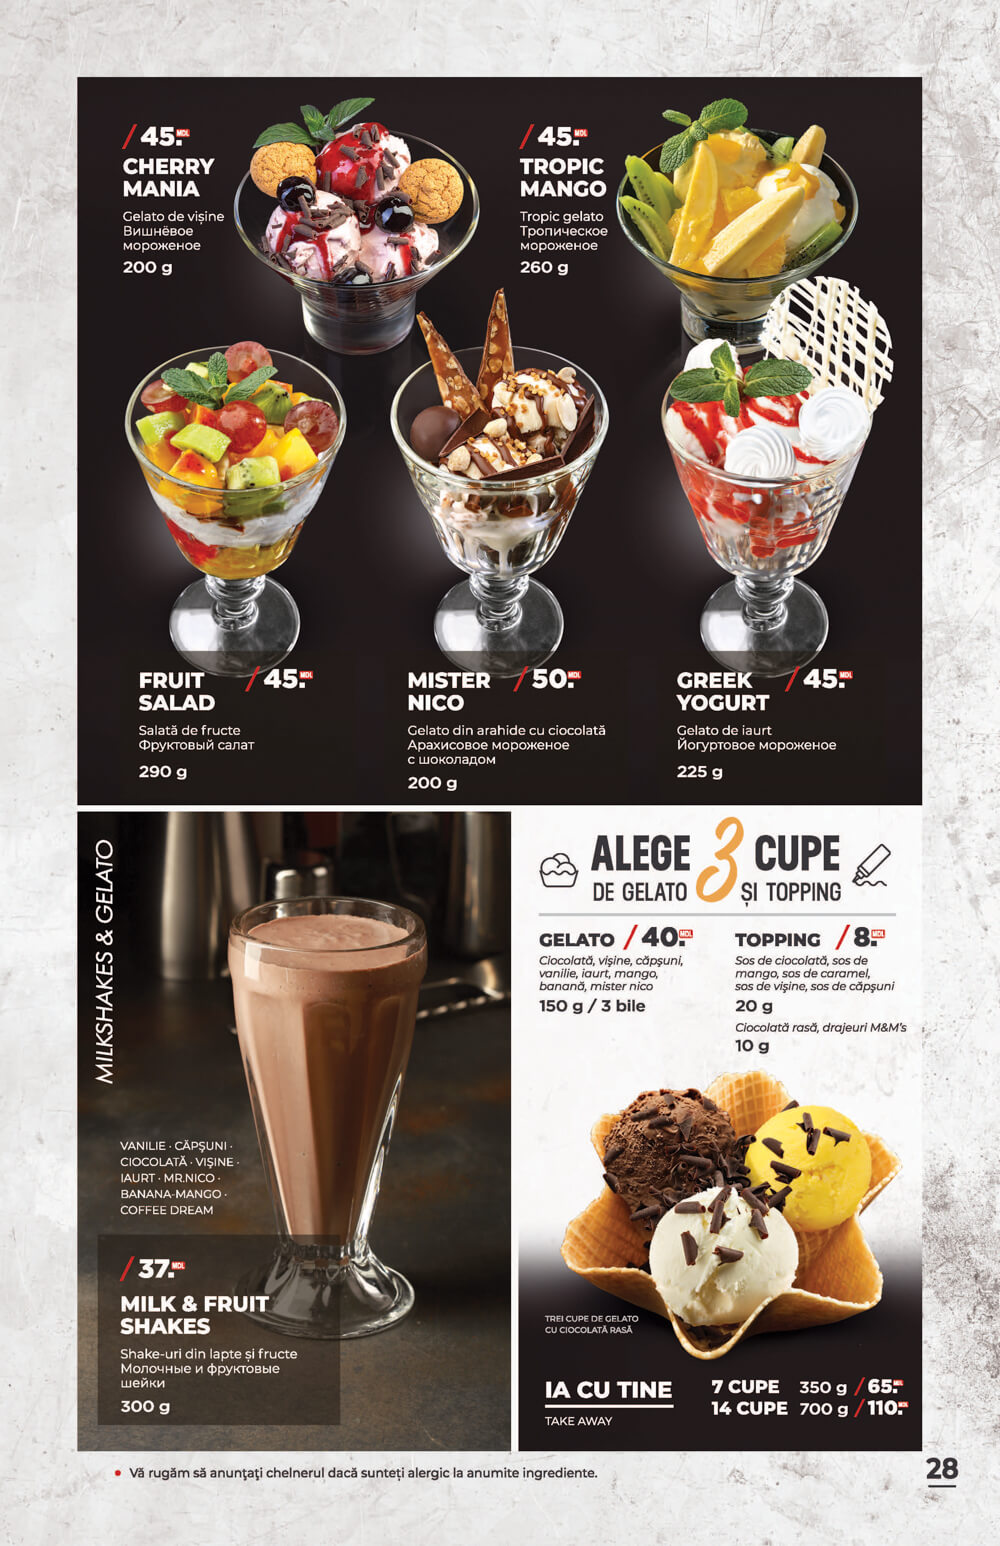 / 45. MDL
CHERRY
MANIA
Gelato de vișine
Вишнёвое
мороженое
200 g
/ 45. MDL
TROPIC
MANGO
Tropic gelato
Тропическое
мороженое
260 g
FRUIT
SALAD
/ 45. MDL
Salată de fructe
Фруктовый салат
290 g
MISTER
NICO
/ 50. MDL
Gelato din arahide cu ciocolată
Арахисовое мороженое
с шоколадом
200 g
GREEK
YOGURT
/ 45. MDL
Gelato de iaurt
Йогуртовое мороженое
225 g
MILKSHAKES & GELATO
VANILIE · CĂPȘUNI ·
CIOCOLATĂ · VIȘINE ·
IAURT · MR.NICO ·
BANANA-MANGO ·
COFFEE DREAM
/ 37. MDL
MILK & FRUIT
SHAKES
Shake-uri din lapte și fructe
Молочные и фруктовые
шейки
300 g
ALEGE 3 CUPE
DE GELATO ȘI TOPPING
GELATO / 40. MDL
Ciocolată, vișine, căpșuni,
vanilie, iaurt, mango,
banană, mister nico
150 g / 3 bile
TOPPING / 8. MDL
Sos de ciocolată, sos de
mango, sos de caramel,
sos de vișine, sos de căpșuni
20 g
Ciocolată rasă, drajeuri M&M's
10 g
TREI CUPE DE GELATO
CU CIOCOLATĂ RASĂ
IA CU TINE
TAKE AWAY
7 CUPE 350 g / 65. MDL
14 CUPE 700 g / 110. MDL
• Vă rugăm să anunțați chelnerul dacă sunteți alergic la anumite ingrediente.
28